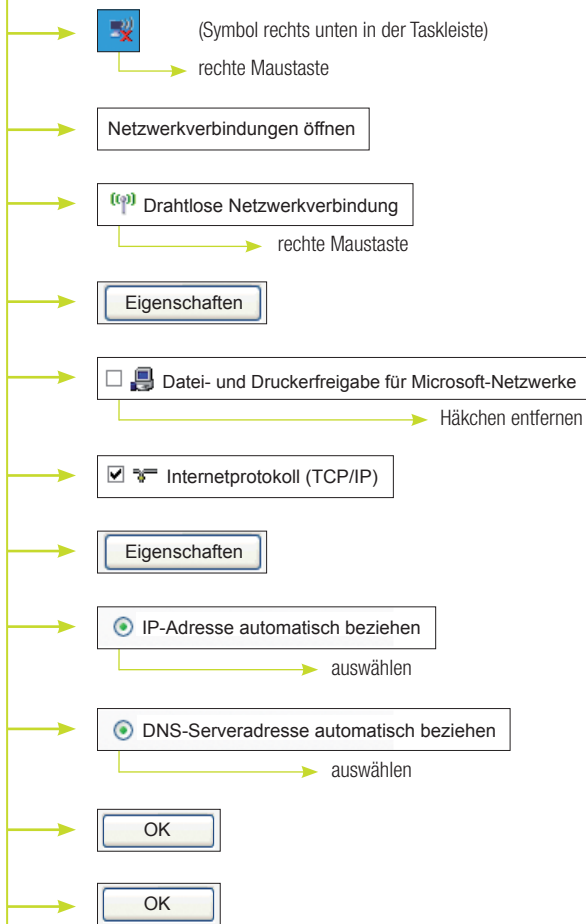 (Symbol rechts unten in der Taskleiste)
rechte Maustaste
Netzwerkverbindungen öffnen
Drahtlose Netzwerkverbindung
rechte Maustaste
Eigenschaften
Datei- und Druckerfreigabe für Microsoft-Netzwerke
Häkchen entfernen
Internetprotokoll (TCP/IP)
Eigenschaften
IP-Adresse automatisch beziehen
auswählen
DNS-Serveradresse automatisch beziehen
auswählen
OK
OK